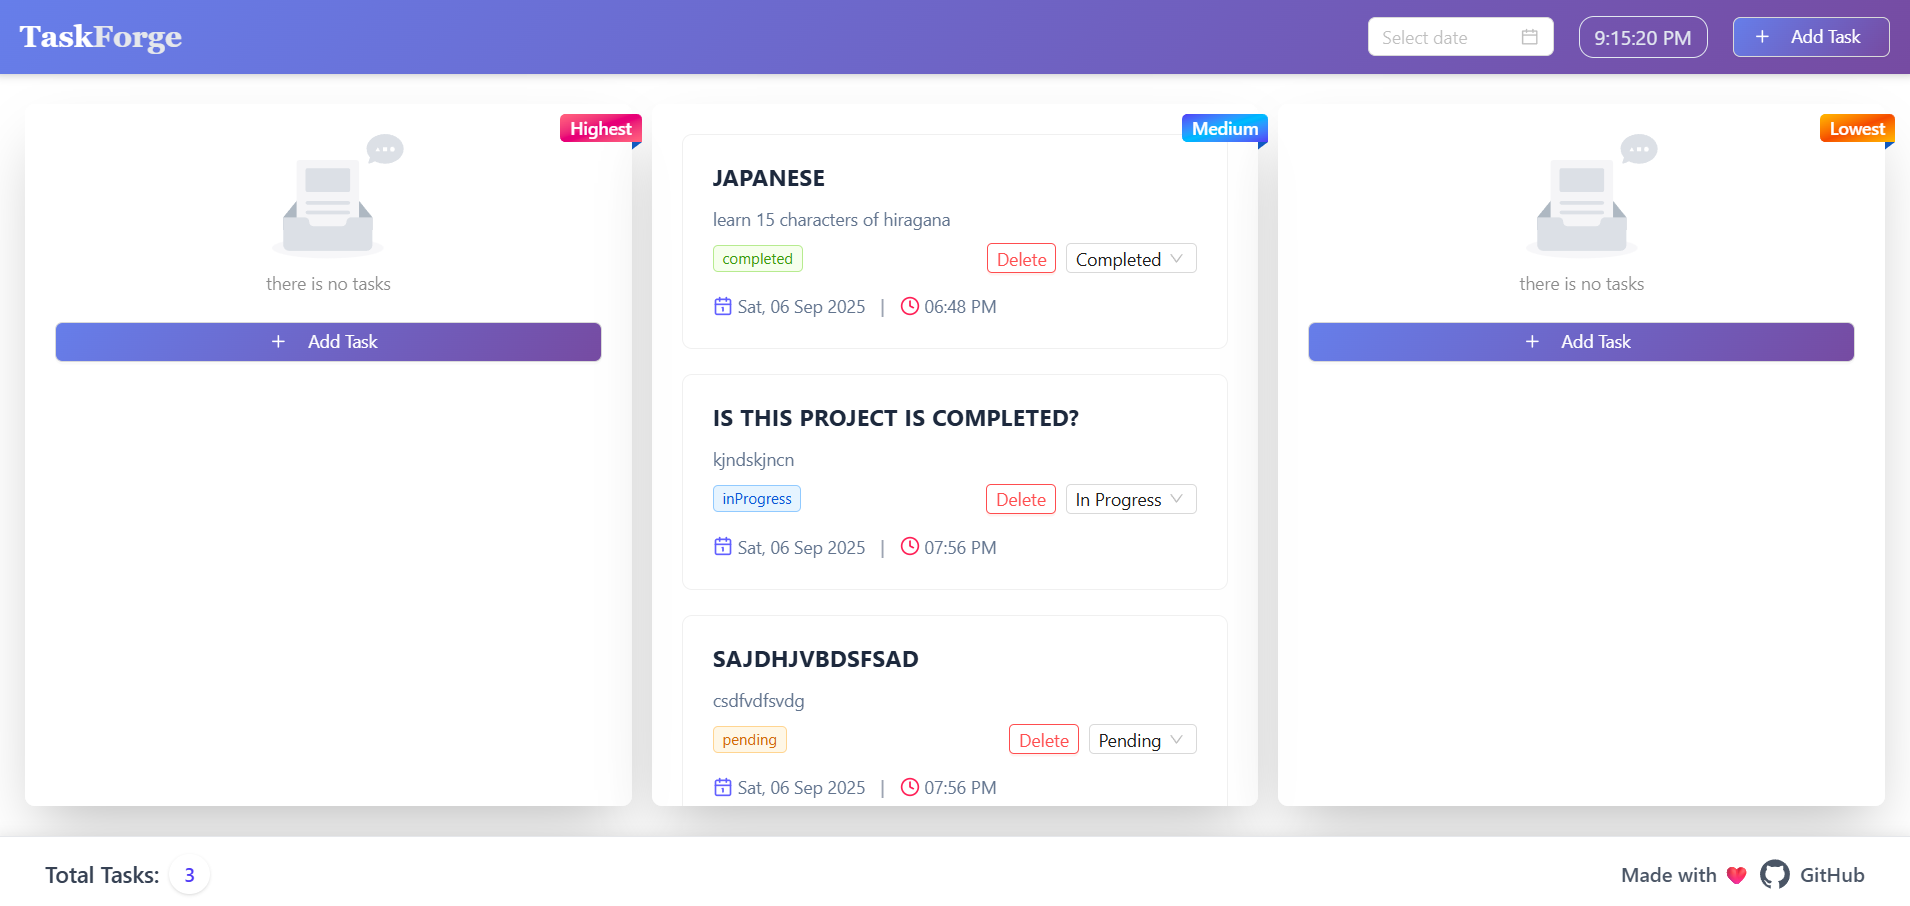 TaskForge
Select date
9:15:20 PM
+ Add Task
Highest
there is no tasks
+ Add Task
Medium
JAPANESE
learn 15 characters of hiragana
completed
Delete
Completed
Sat, 06 Sep 2025 | 06:48 PM
IS THIS PROJECT IS COMPLETED?
kjndskjncn
inProgress
Delete
In Progress
Sat, 06 Sep 2025 | 07:56 PM
SAJDHJVBDSFSAD
csdfvdfsvdg
pending
Delete
Pending
Sat, 06 Sep 2025 | 07:56 PM
Lowest
there is no tasks
+ Add Task
Total Tasks: 3
Made with
GitHub